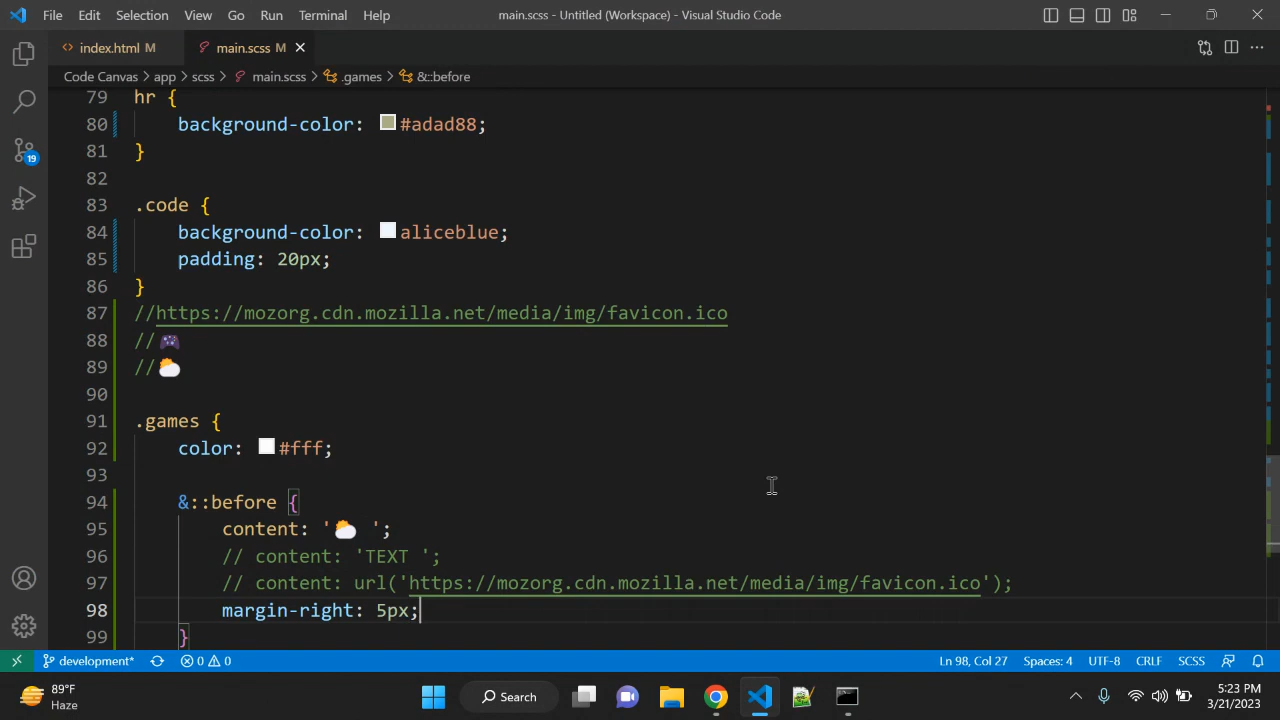 File Edit Selection View Go Run Terminal Help main.scss - Untitled (Workspace) - Visual Studio Code
index.html M main.scss M
Code Canvas > app > scss > main.scss > .games > &::before
79 hr {
80 background-color: #adad88;
81 }
82
83 .code {
84 background-color: aliceblue;
85 padding: 20px;
86 }
87 //https://mozorg.cdn.mozilla.net/media/img/favicon.ico
88 //🎮
89 //🌥️
90
91 .games {
92 color: #fff;
93
94 &::before {
95 content: '🌥️ ';
96 // content: 'TEXT ';
97 // content: url('https://mozorg.cdn.mozilla.net/media/img/favicon.ico');
98 margin-right: 5px;
99 }
19
development* 0 0 Ln 98, Col 27 Spaces: 4 UTF-8 CRLF SCSS
89°F
Haze
Search
5:23 PM
3/21/2023